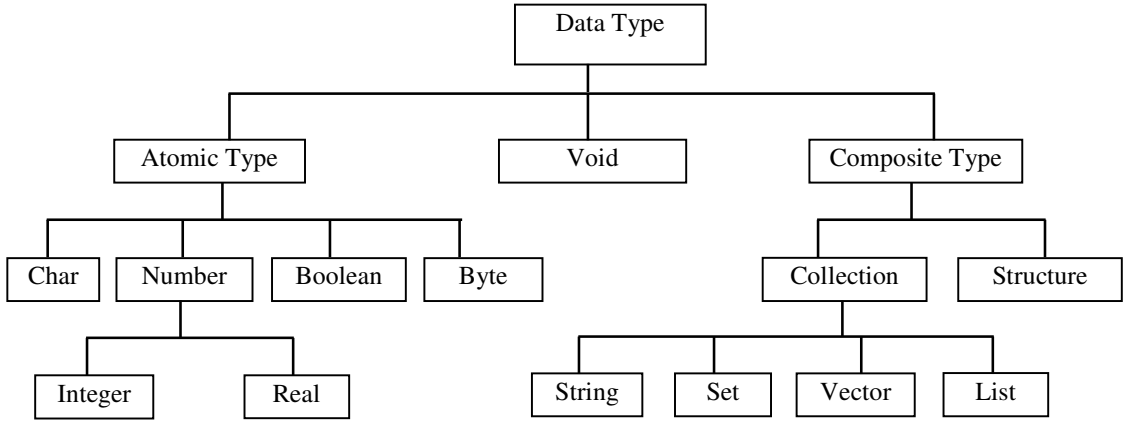 Data Type
Atomic Type
Void
Composite Type
Char
Number
Boolean
Byte
Collection
Structure
Integer
Real
String
Set
Vector
List